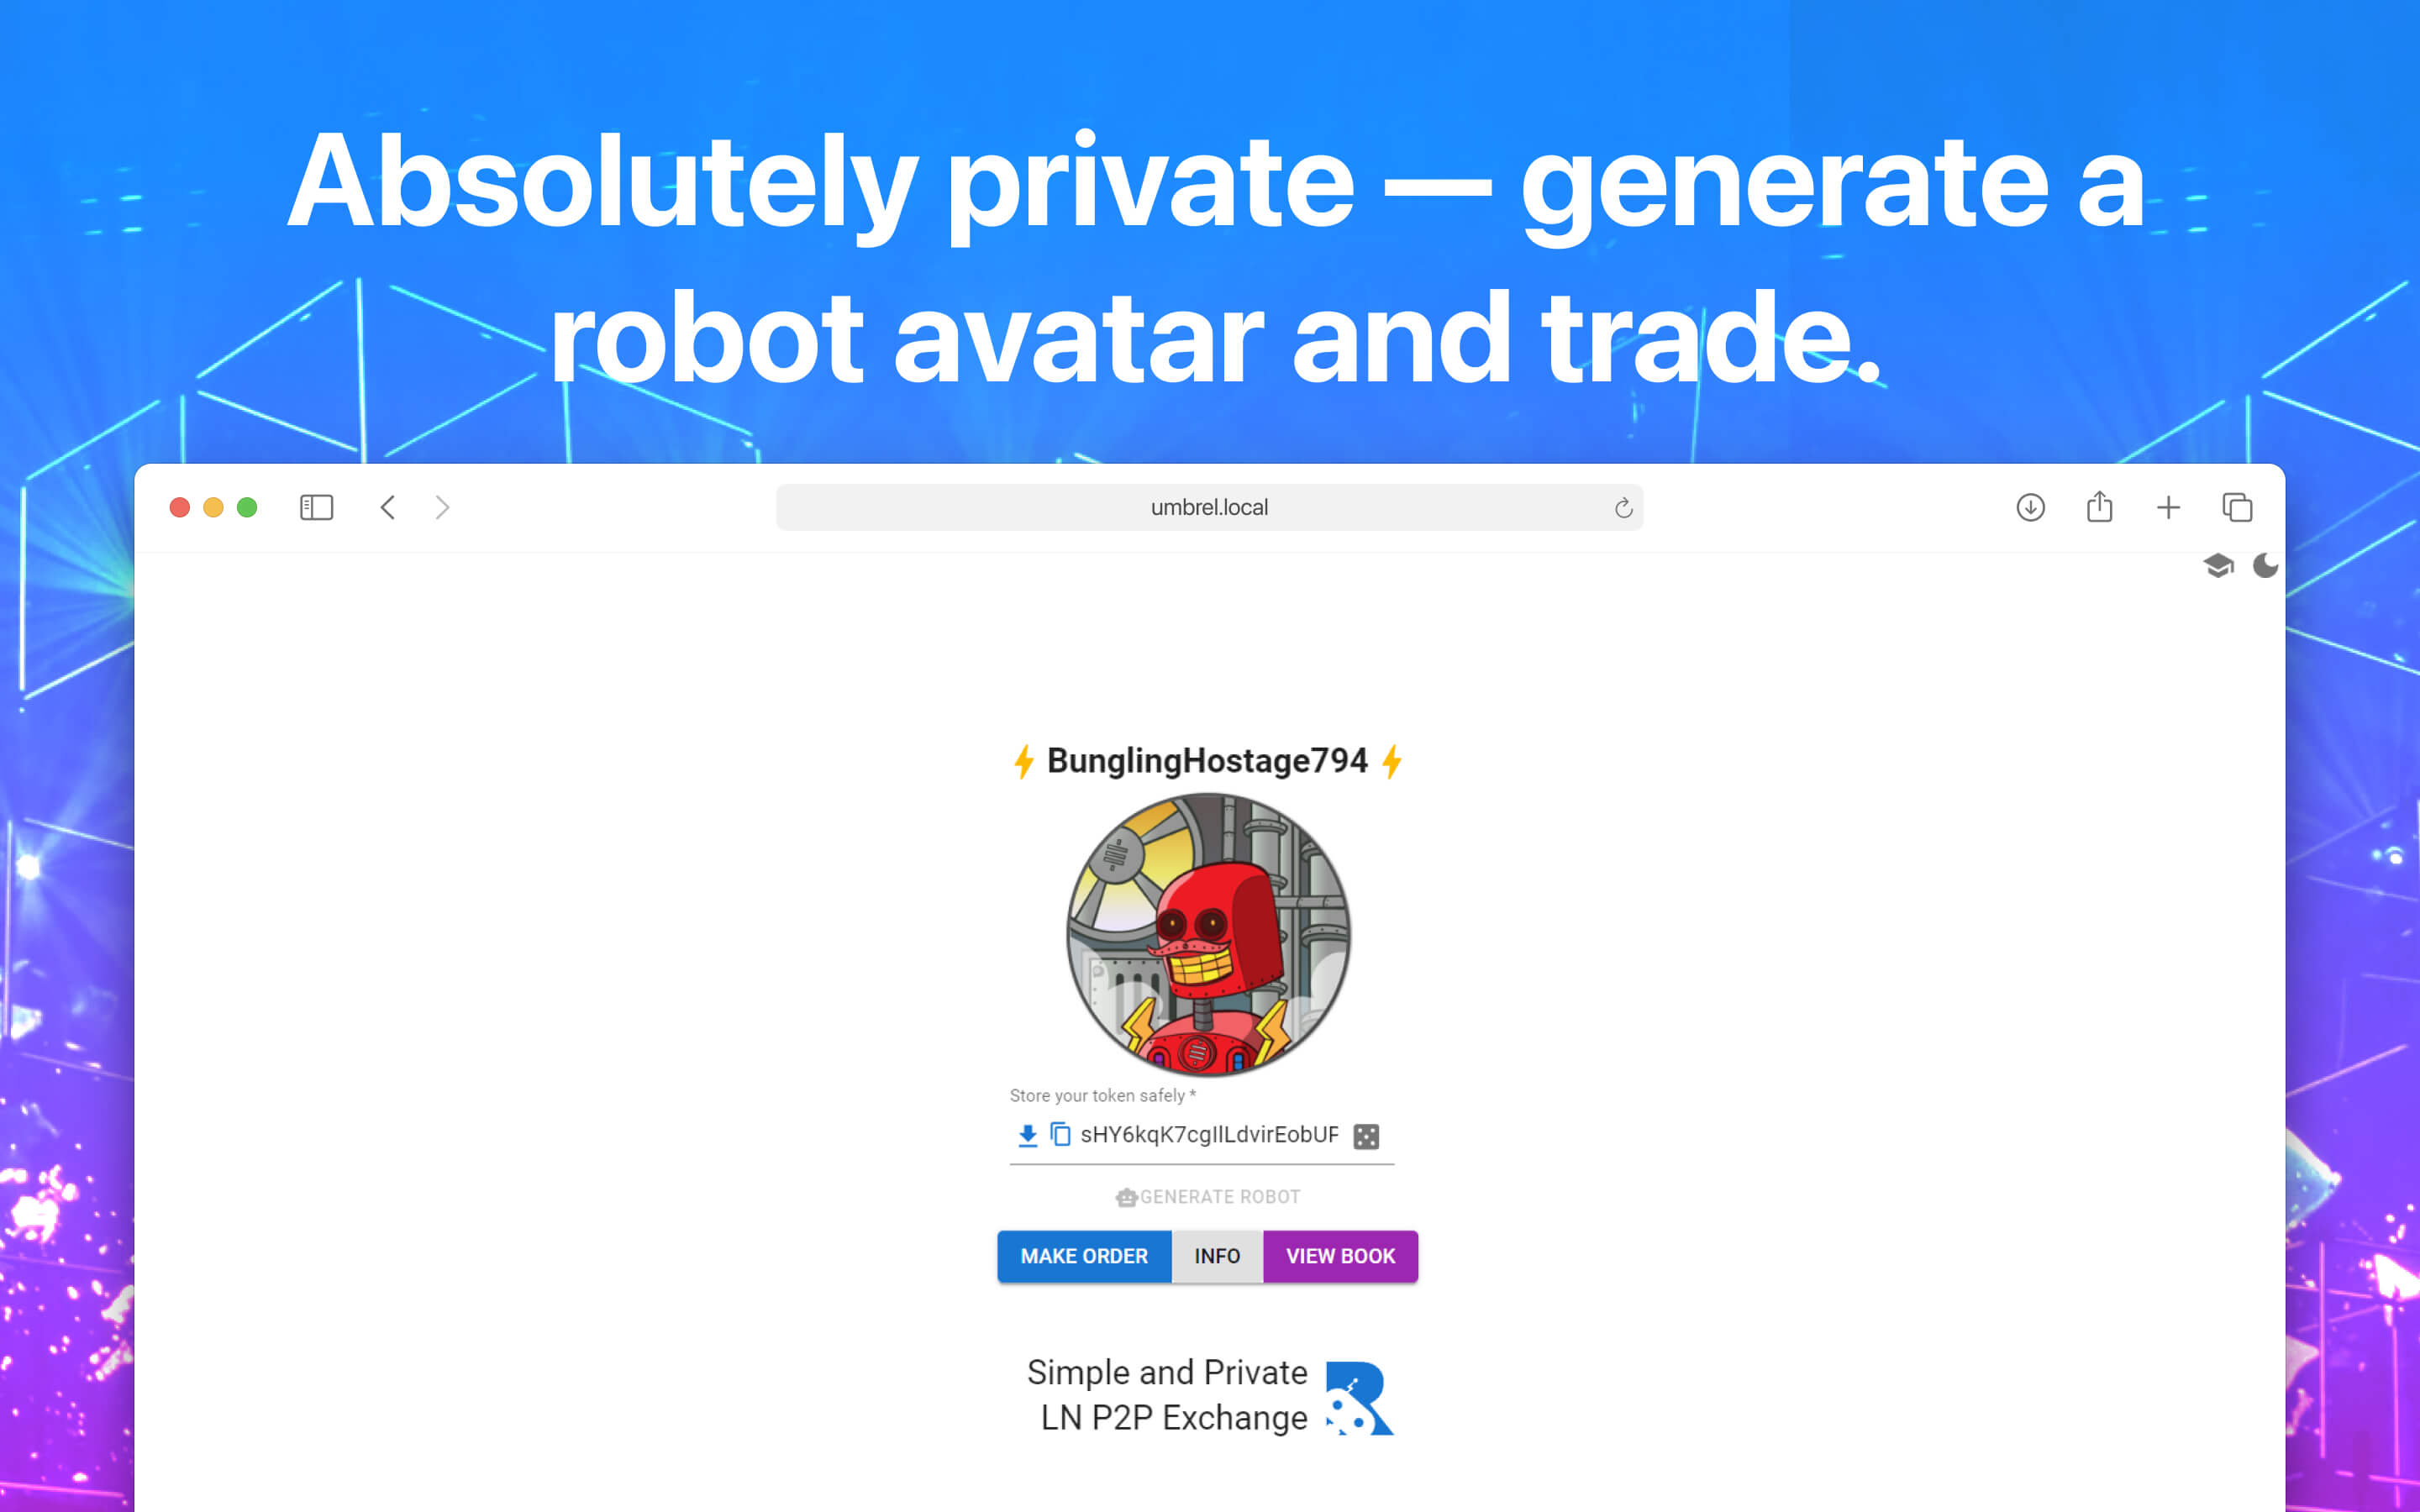 Absolutely private — generate a
robot avatar and trade.
umbrel.local
BunglingHostage794
Store your token safely *
sHY6kqK7cgIlLdvirEobUF
GENERATE ROBOT
MAKE ORDER
INFO
VIEW BOOK
Simple and Private
LN P2P Exchange